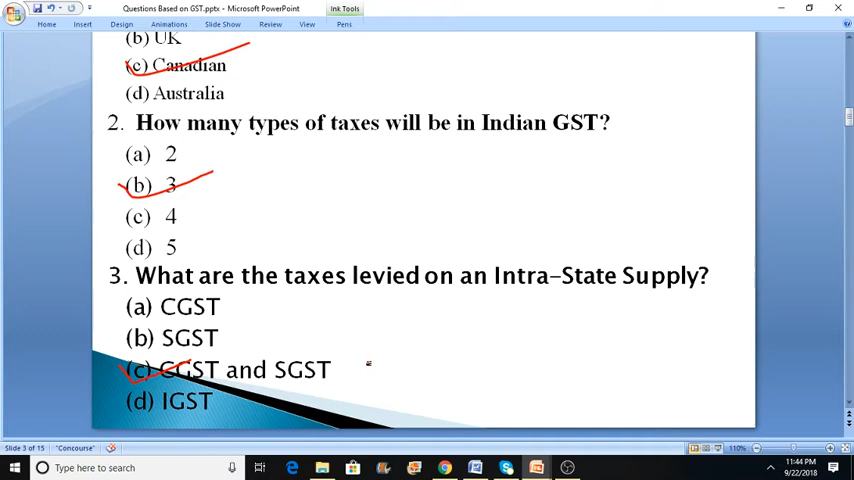 Questions Based on GST.pptx - Microsoft PowerPoint
Ink Tools
Home Insert Design Animations Slide Show Review View Pens
(b) UK
(c) Canadian
(d) Australia
2. How many types of taxes will be in Indian GST?
(a) 2
(b) 3
(c) 4
(d) 5
3. What are the taxes levied on an Intra-State Supply?
(a) CGST
(b) SGST
(c) CGST and SGST
(d) IGST
Slide 3 of 15 "Concourse" 110%
Type here to search
11:44 PM
9/22/2018